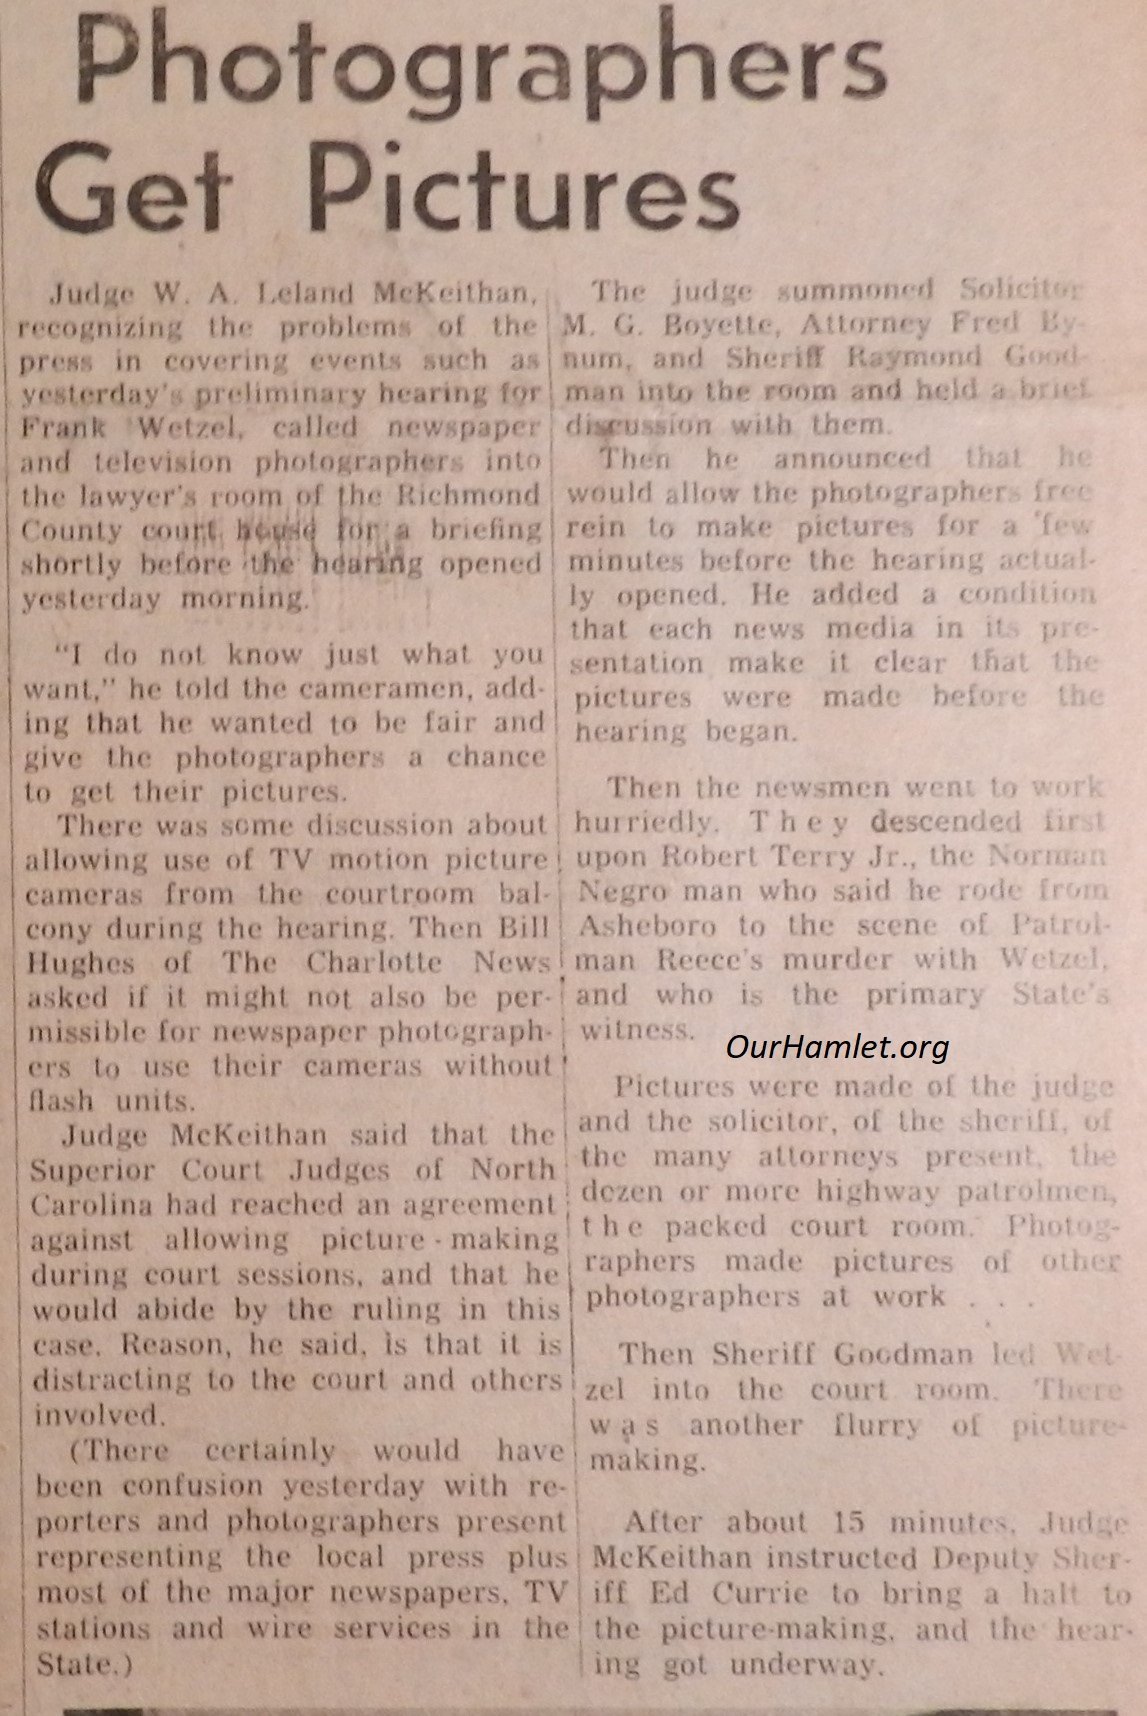 Photographers
Get Pictures
Judge W. A. Leland McKeithan,
recognizing the problems of the
press in covering events such as
yesterday's preliminary hearing for
Frank Wetzel, called newspaper
and television photographers into
the lawyer's room of the Richmond
County court house for a briefing
shortly before the hearing opened
yesterday morning.
"I do not know just what you
want," he told the cameramen, add-
ing that he wanted to be fair and
give the photographers a chance
to get their pictures.
There was some discussion about
allowing use of TV motion picture
cameras from the courtroom bal-
cony during the hearing. Then Bill
Hughes of The Charlotte News
asked if it might not also be per-
missible for newspaper photograph-
ers to use their cameras without
flash units.
Judge McKeithan said that the
Superior Court Judges of North
Carolina had reached an agreement
against allowing picture-making
during court sessions, and that he
would abide by the ruling in this
case. Reason, he said, is that it is
distracting to the court and others
involved.
(There certainly would have
been confusion yesterday with re-
porters and photographers present
representing the local press plus
most of the major newspapers, TV
stations and wire services in the
State.)
The judge summoned Solicitor
M. G. Boyette, Attorney Fred By-
num, and Sheriff Raymond Good-
man into the room and held a brief
discussion with them.
Then he announced that he
would allow the photographers free
rein to make pictures for a few
minutes before the hearing actual-
ly opened. He added a condition
that each news media in its pre-
sentation make it clear that the
pictures were made before the
hearing began.
Then the newsmen went to work
hurriedly. They descended first
upon Robert Terry Jr., the Norman
Negro man who said he rode from
Asheboro to the scene of Patrol-
man Reece's murder with Wetzel,
and who is the primary State's
witness.
OurHamlet.org
Pictures were made of the judge
and the solicitor, of the sheriff, of
the many attorneys present, the
dozen or more highway patrolmen,
the packed court room. Photog-
raphers made pictures of other
photographers at work . . .
Then Sheriff Goodman led Wet-
zel into the court room. There
was another flurry of picture-
making.
After about 15 minutes, Judge
McKeithan instructed Deputy Sher-
iff Ed Currie to bring a halt to
the picture-making, and the hear-
ing got underway.